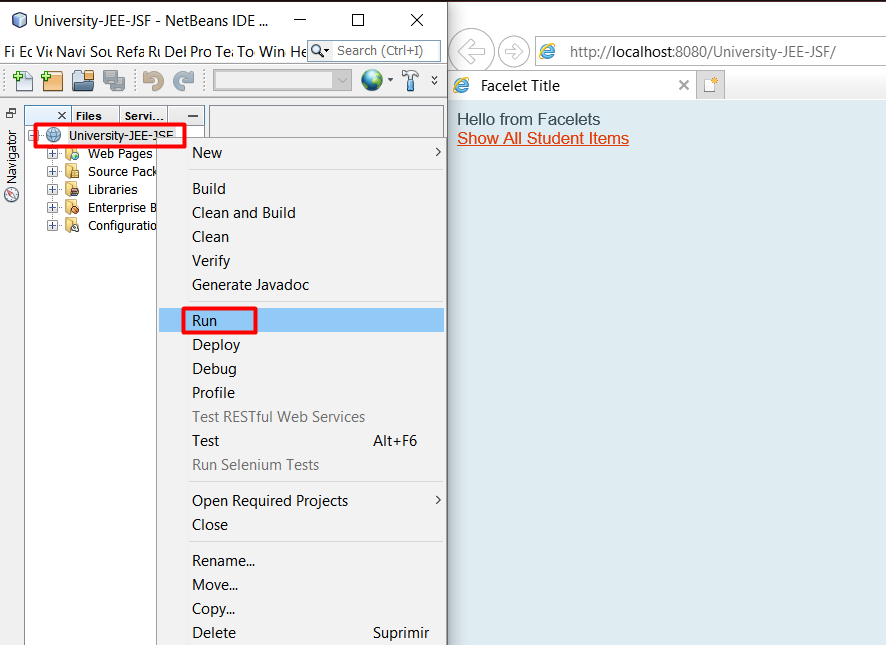 University-JEE-JSF - NetBeans IDE ...
Fi Ec Vie Navi Sou Refa Ru Del Pro Tea To Win He
Search (Ctrl+I)
Files
Servi...
Navigator
University-JEE-JSF
Web Pages
Source Pack
Libraries
Enterprise B
Configuratio
New
Build
Clean and Build
Clean
Verify
Generate Javadoc
Run
Deploy
Debug
Profile
Test RESTful Web Services
Test Alt+F6
Run Selenium Tests
Open Required Projects
Close
Rename...
Move...
Copy...
Delete Suprimir
http://localhost:8080/University-JEE-JSF/
Facelet Title
Hello from Facelets
Show All Student Items